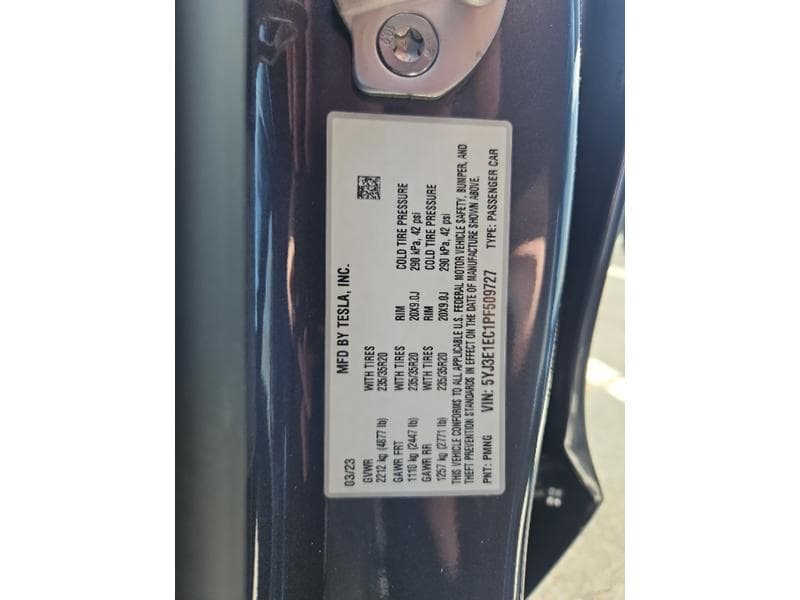 03/23 MFD BY TESLA, INC.
GVWR WITH TIRES
2212 kg (4877 lb) 235/35R20
GAWR FRT WITH TIRES RIM COLD TIRE PRESSURE
1110 kg (2447 lb) 235/35R20 20X9.0J 290 kPa, 42 psi
GAWR RR WITH TIRES RIM COLD TIRE PRESSURE
1257 kg (2771 lb) 235/35R20 20X9.0J 290 kPa, 42 psi
THIS VEHICLE CONFORMS TO ALL APPLICABLE U.S. FEDERAL MOTOR VEHICLE SAFETY, BUMPER, AND
THEFT PREVENTION STANDARDS IN EFFECT ON THE DATE OF MANUFACTURE SHOWN ABOVE.
PNT: PMNG VIN: 5YJ3E1EC1PF509727 TYPE: PASSENGER CAR